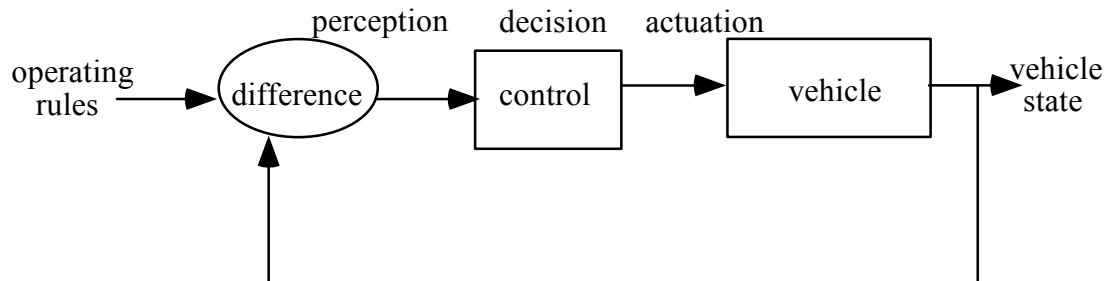 perception decision actuation
operating
rules
difference
control
vehicle
vehicle
state